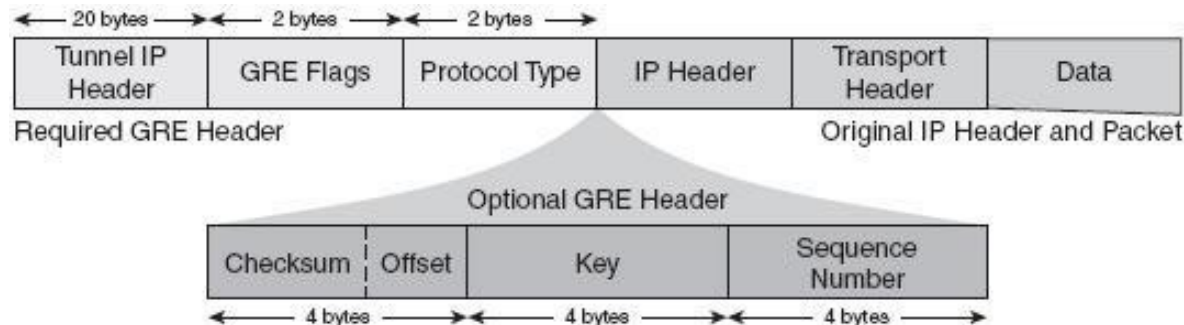 20 bytes 2 bytes 2 bytes
Tunnel IP Header GRE Flags Protocol Type IP Header Transport Header Data
Required GRE Header Original IP Header and Packet
Optional GRE Header
Checksum Offset Key Sequence Number
4 bytes 4 bytes 4 bytes